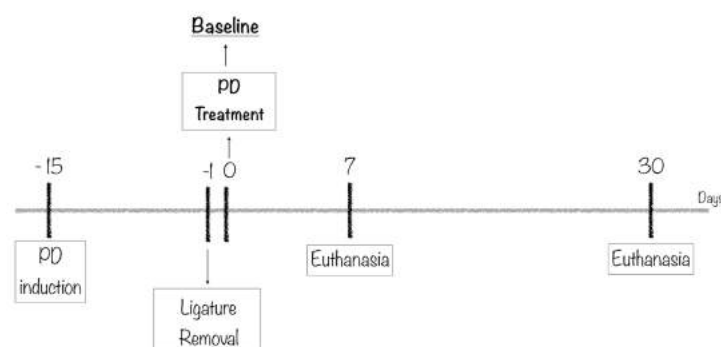 Baseline
PD
Treatment
-15
-1
0
7
30
Days
PD
induction
Euthanasia
Euthanasia
Ligature
Removal